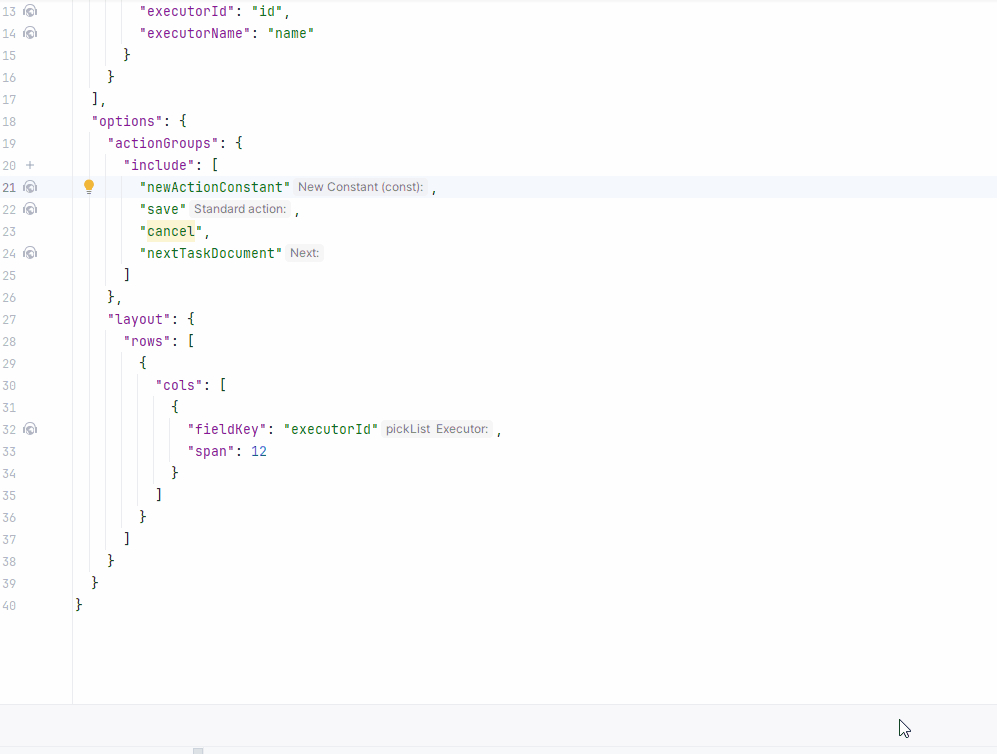 13 "executorId": "id",
14 "executorName": "name"
15 }
16 }
17 ],
18 "options": {
19 "actionGroups": {
20 + "include": [
21 "newActionConstant" New Constant (const): ,
22 "save" Standard action: ,
23 "cancel",
24 "nextTaskDocument" Next:
25 ]
26 },
27 "layout": {
28 "rows": [
29 {
30 "cols": [
31 {
32 "fieldKey": "executorId" pickList Executor: ,
33 "span": 12
34 }
35 ]
36 }
37 ]
38 }
39 }
40 }